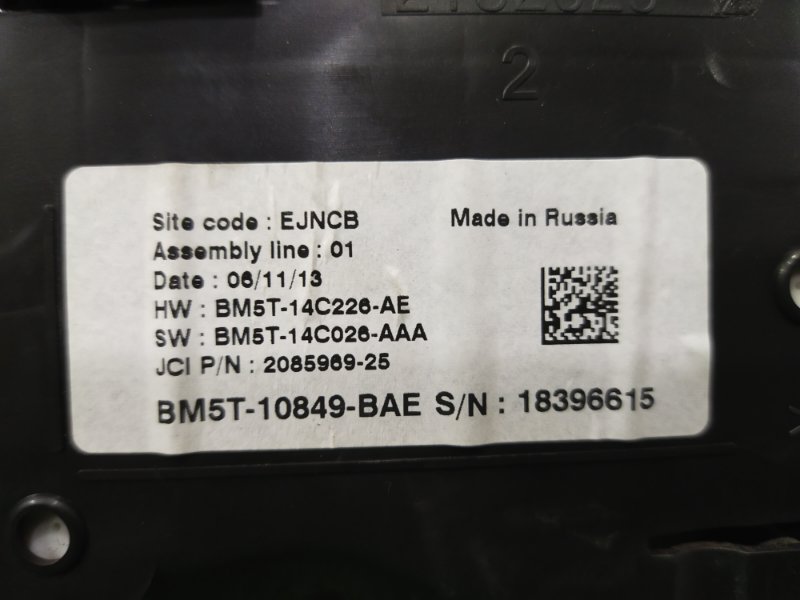 2
Site code : EJNCB Made in Russia
Assembly line : 01
Date : 06/11/13
HW : BM5T-14C226-AE
SW : BM5T-14C026-AAA
JCI P/N : 2085969-25
BM5T-10849-BAE S/N : 18396615